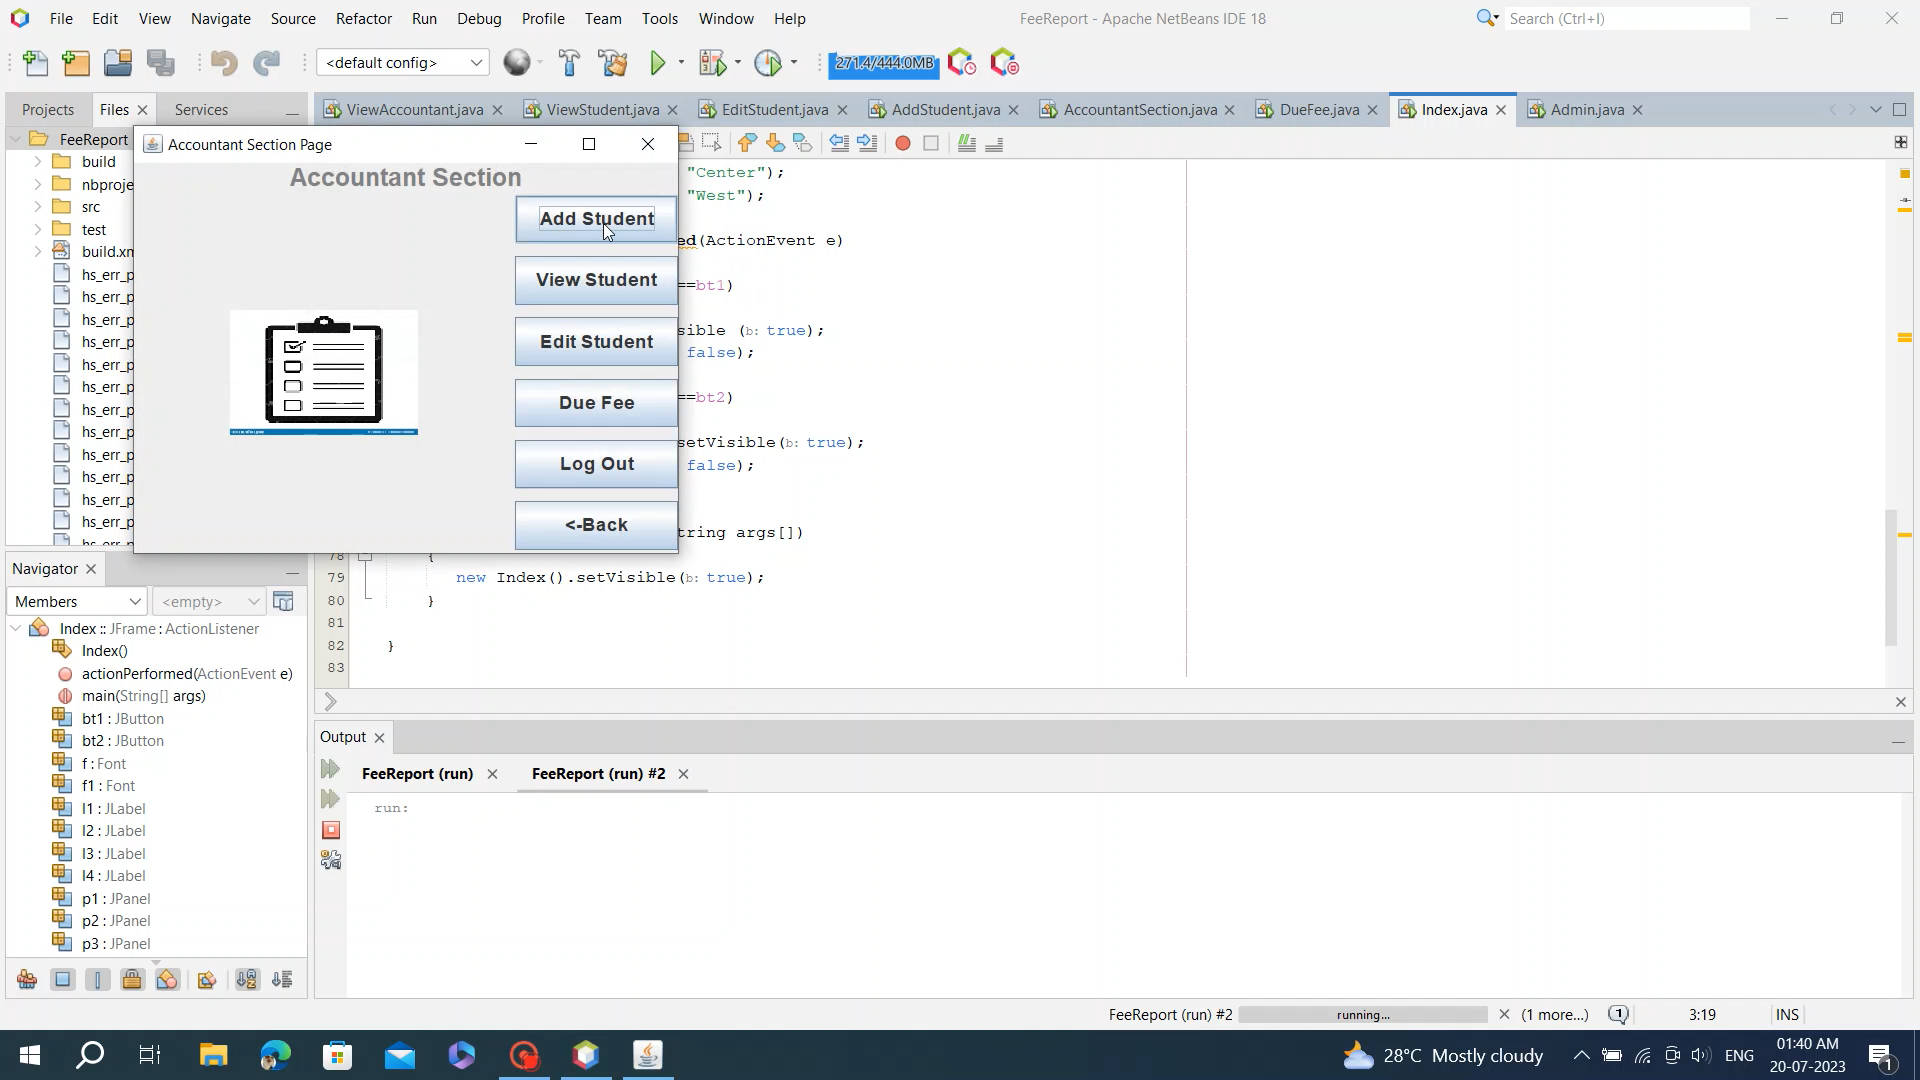 File Edit View Navigate Source Refactor Run Debug Profile Team Tools Window Help
FeeReport - Apache NetBeans IDE 18
Search (Ctrl+I)
<default config>
271.4/444.0MB
Projects Files Services
ViewAccountant.java ViewStudent.java EditStudent.java AddStudent.java AccountantSection.java DueFee.java Index.java Admin.java
FeeReport
build
nbproje
src
test
build.xn
hs_err_p
hs_err_p
hs_err_p
hs_err_p
hs_err_p
hs_err_p
hs_err_p
hs_err_p
hs_err_p
hs_err_p
hs_err_p
hs_err_p
hs_err_p
Accountant Section Page
Accountant Section
Add Student
View Student
Edit Student
Due Fee
Log Out
<-Back
"Center");
"West");
ed(ActionEvent e)
==bt1)
sible (b: true);
false);
==bt2)
setVisible(b: true);
false);
tring args[])
78 {
79 new Index().setVisible(b: true);
80 }
81
82 }
83
Navigator
Members <empty>
Index :: JFrame : ActionListener
Index()
actionPerformed(ActionEvent e)
main(String[] args)
bt1 : JButton
bt2 : JButton
f : Font
f1 : Font
l1 : JLabel
l2 : JLabel
l3 : JLabel
l4 : JLabel
p1 : JPanel
p2 : JPanel
p3 : JPanel
Output
FeeReport (run) FeeReport (run) #2
run:
FeeReport (run) #2 running... (1 more...) 1 3:19 INS
28°C Mostly cloudy ENG 01:40 AM
20-07-2023
1